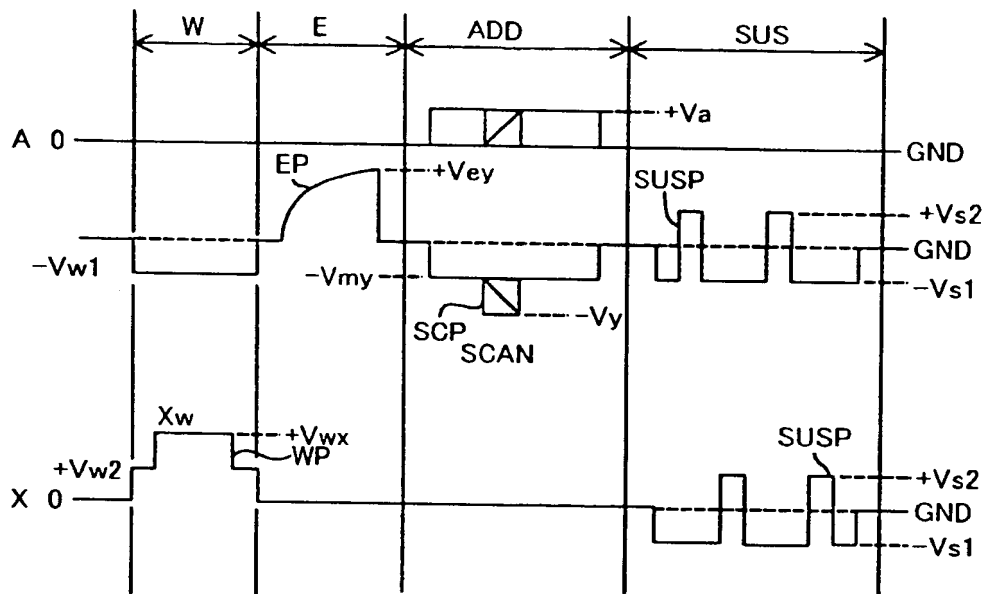 W E ADD SUS
+Va
A 0
GND
EP
+Vey
SUSP
+Vs2
GND
-Vw1
-Vmy
-Vs1
SCP
-Vy
SCAN
Xw
+Vwx
WP
SUSP
+Vw2
+Vs2
X 0
GND
-Vs1